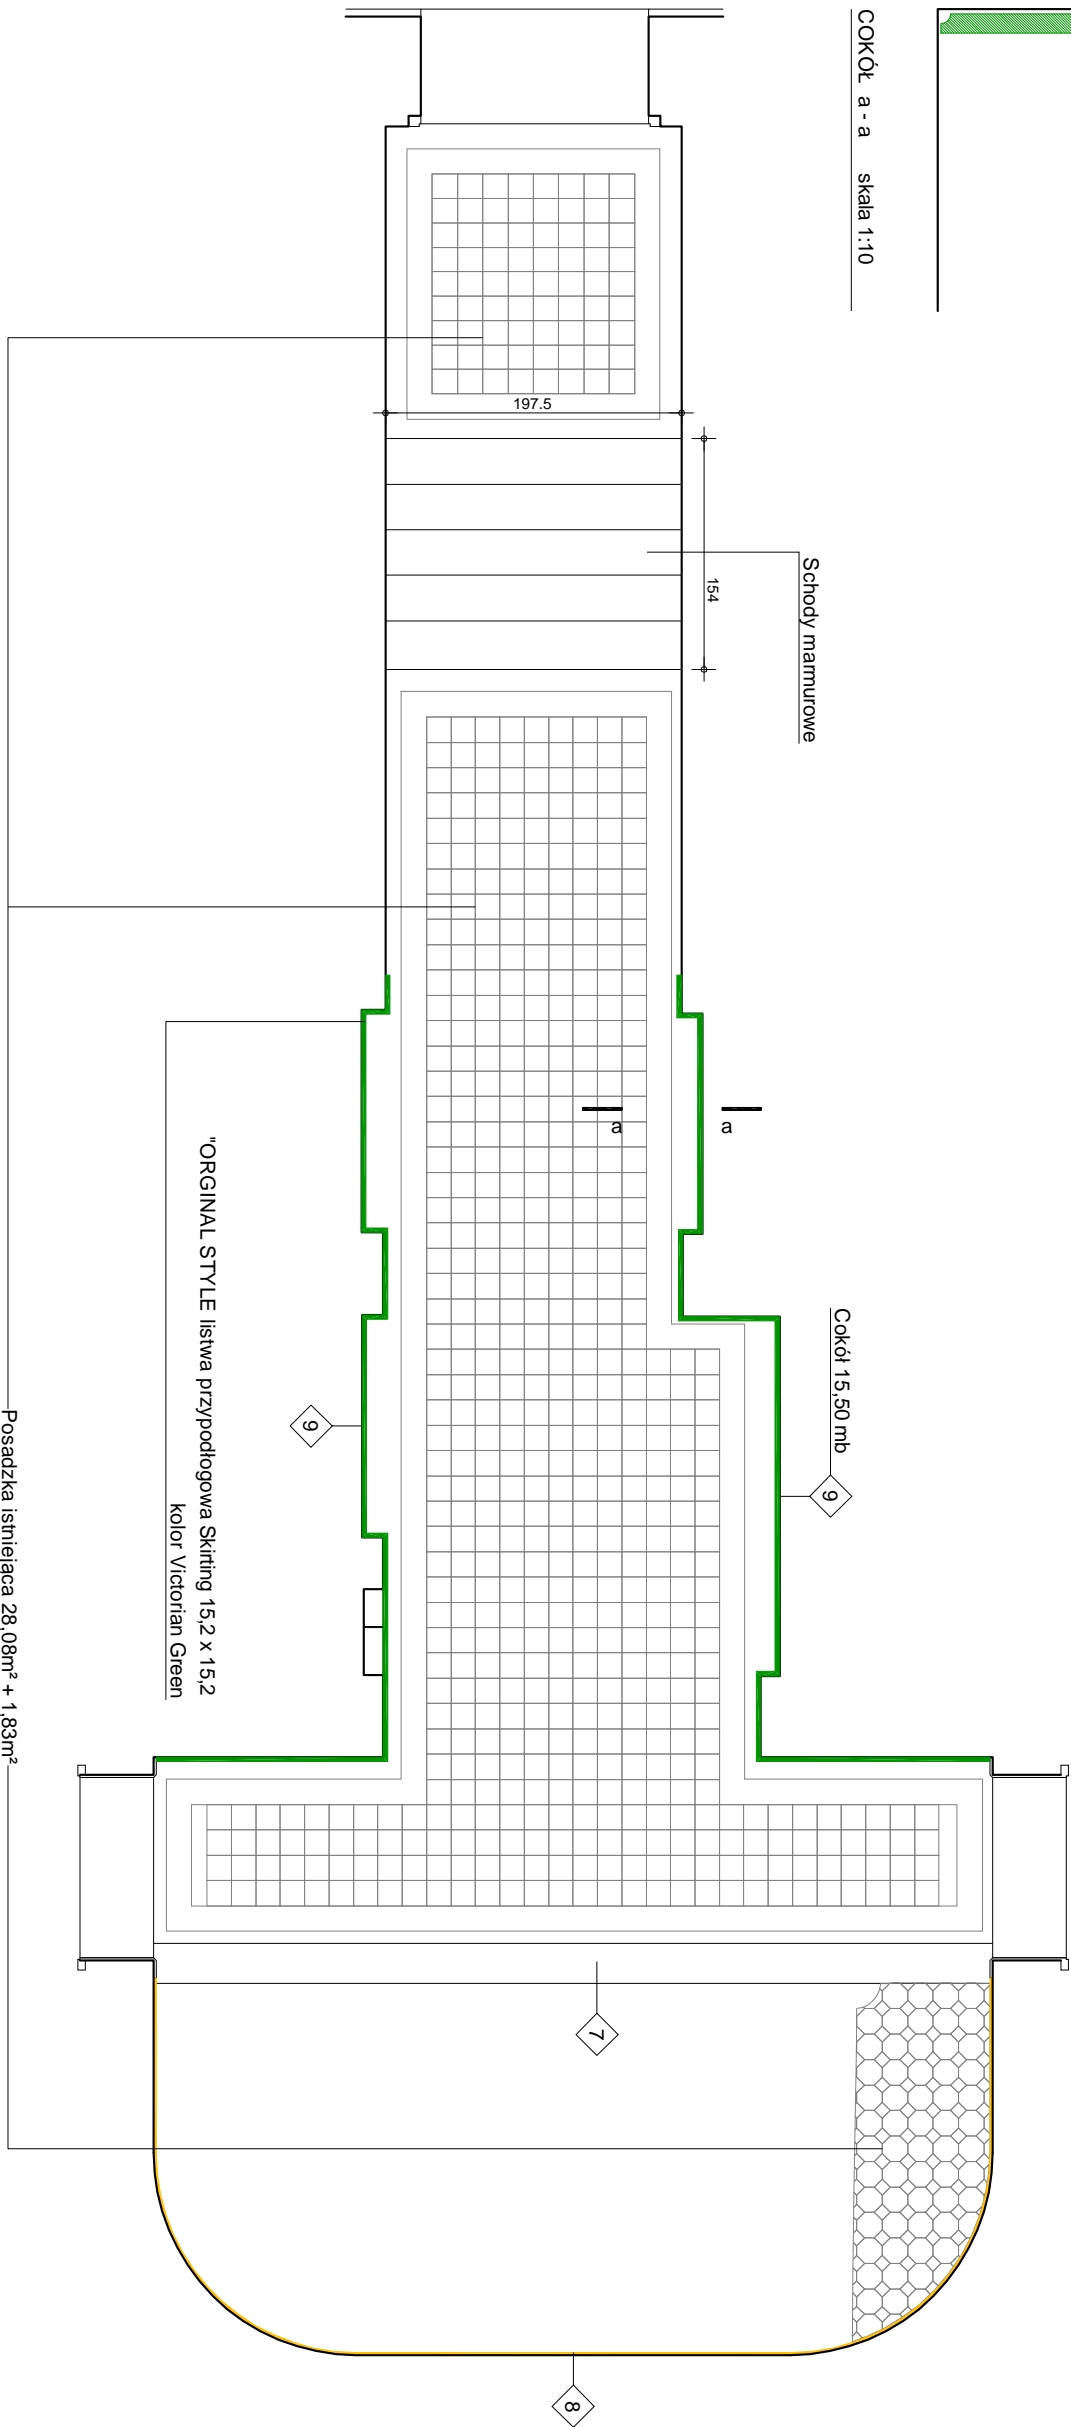 COKÓŁ a - a skala 1:10
197.5
154
Schody marmurowe
a
a
Cokół 15,50 mb
9
9
"ORGINAL STYLE listwa przypodłogowa Skirting 15,2 x 15,2
kolor Victorian Green
Posadzka istniejąca 28,08m² + 1,83m²
7
8